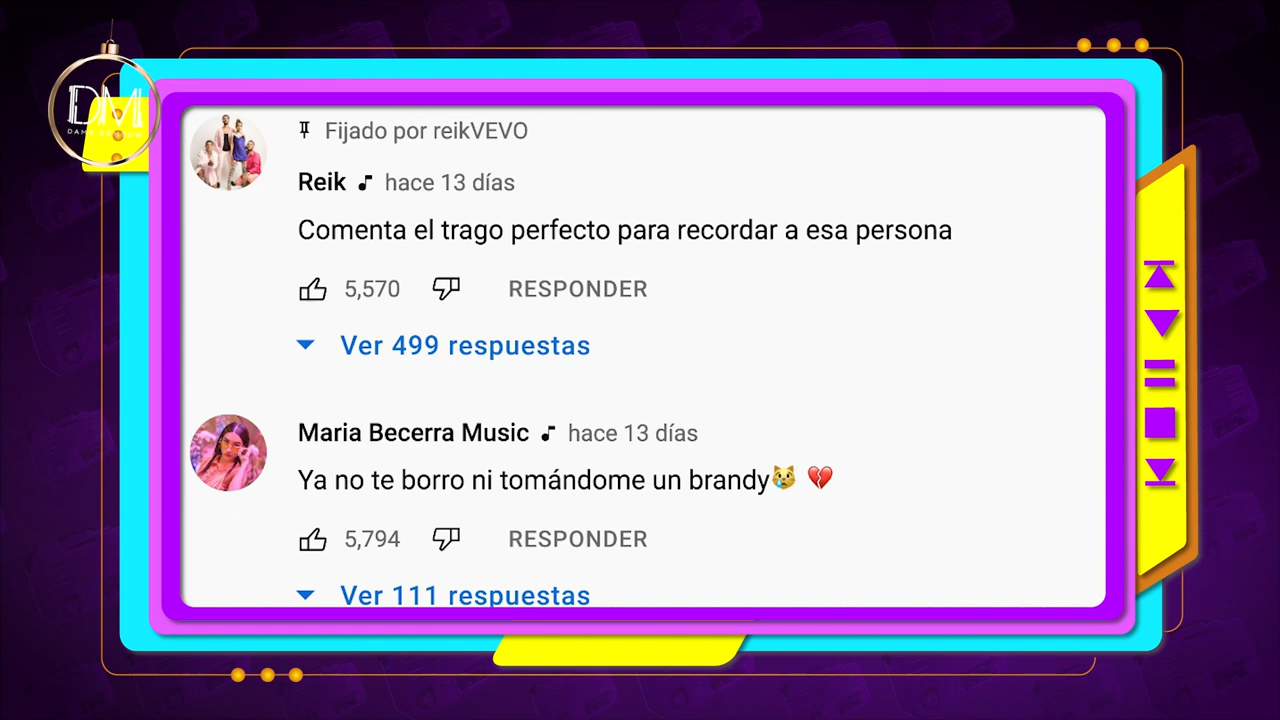 DM
Fijado por reikVEVO
Reik hace 13 días
Comenta el trago perfecto para recordar a esa persona
5,570 RESPONDER
Ver 499 respuestas
Maria Becerra Music hace 13 días
Ya no te borro ni tomándome un brandy😿 💔
5,794 RESPONDER
Ver 111 respuestas